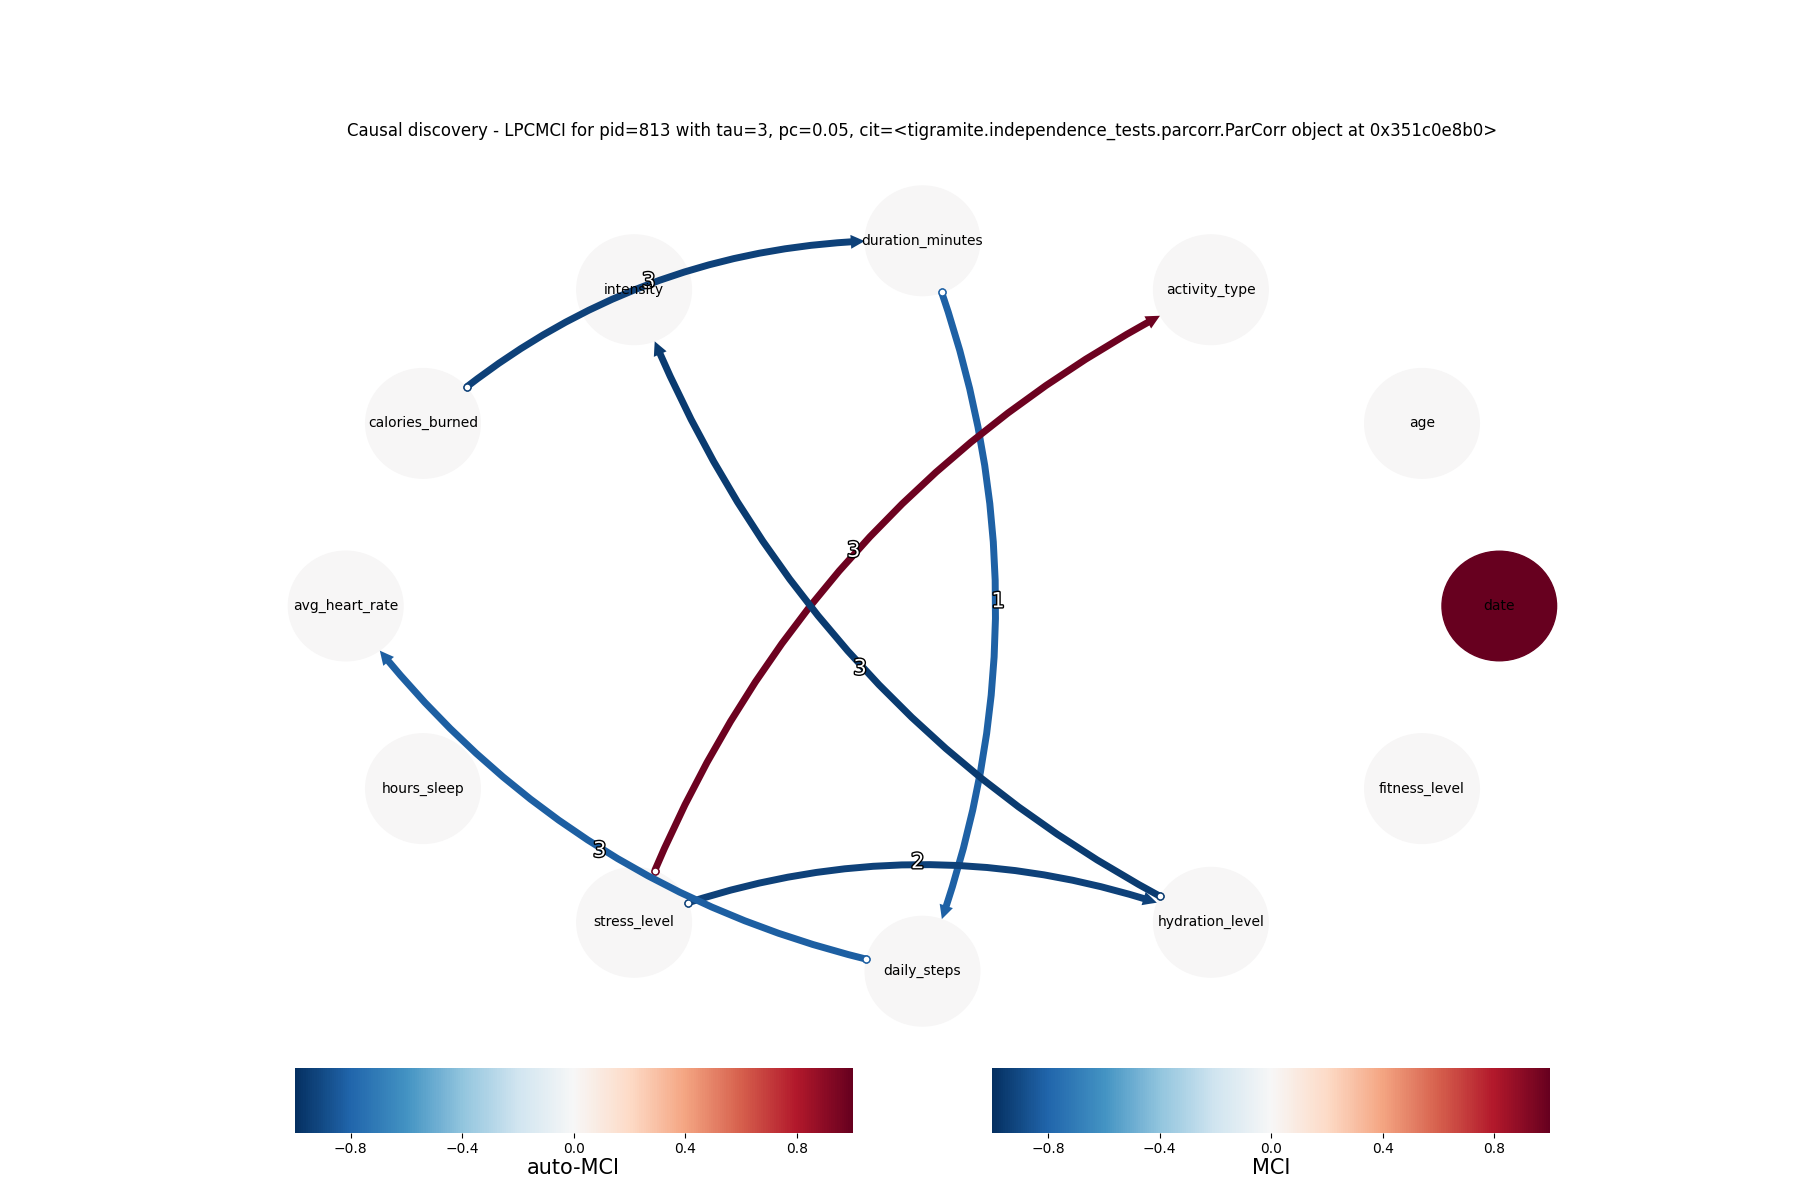 Causal discovery - LPCMCI for pid=813 with tau=3, pc=0.05, cit=<tigramite.independence_tests.parcorr.ParCorr object at 0x351c0e8b0>
duration_minutes
3
intensity
activity_type
calories_burned
age
3
1
avg_heart_rate
date
3
hours_sleep
fitness_level
3
2
stress_level
hydration_level
daily_steps
−0.8 −0.4 0.0 0.4 0.8
auto-MCI
−0.8 −0.4 0.0 0.4 0.8
MCI